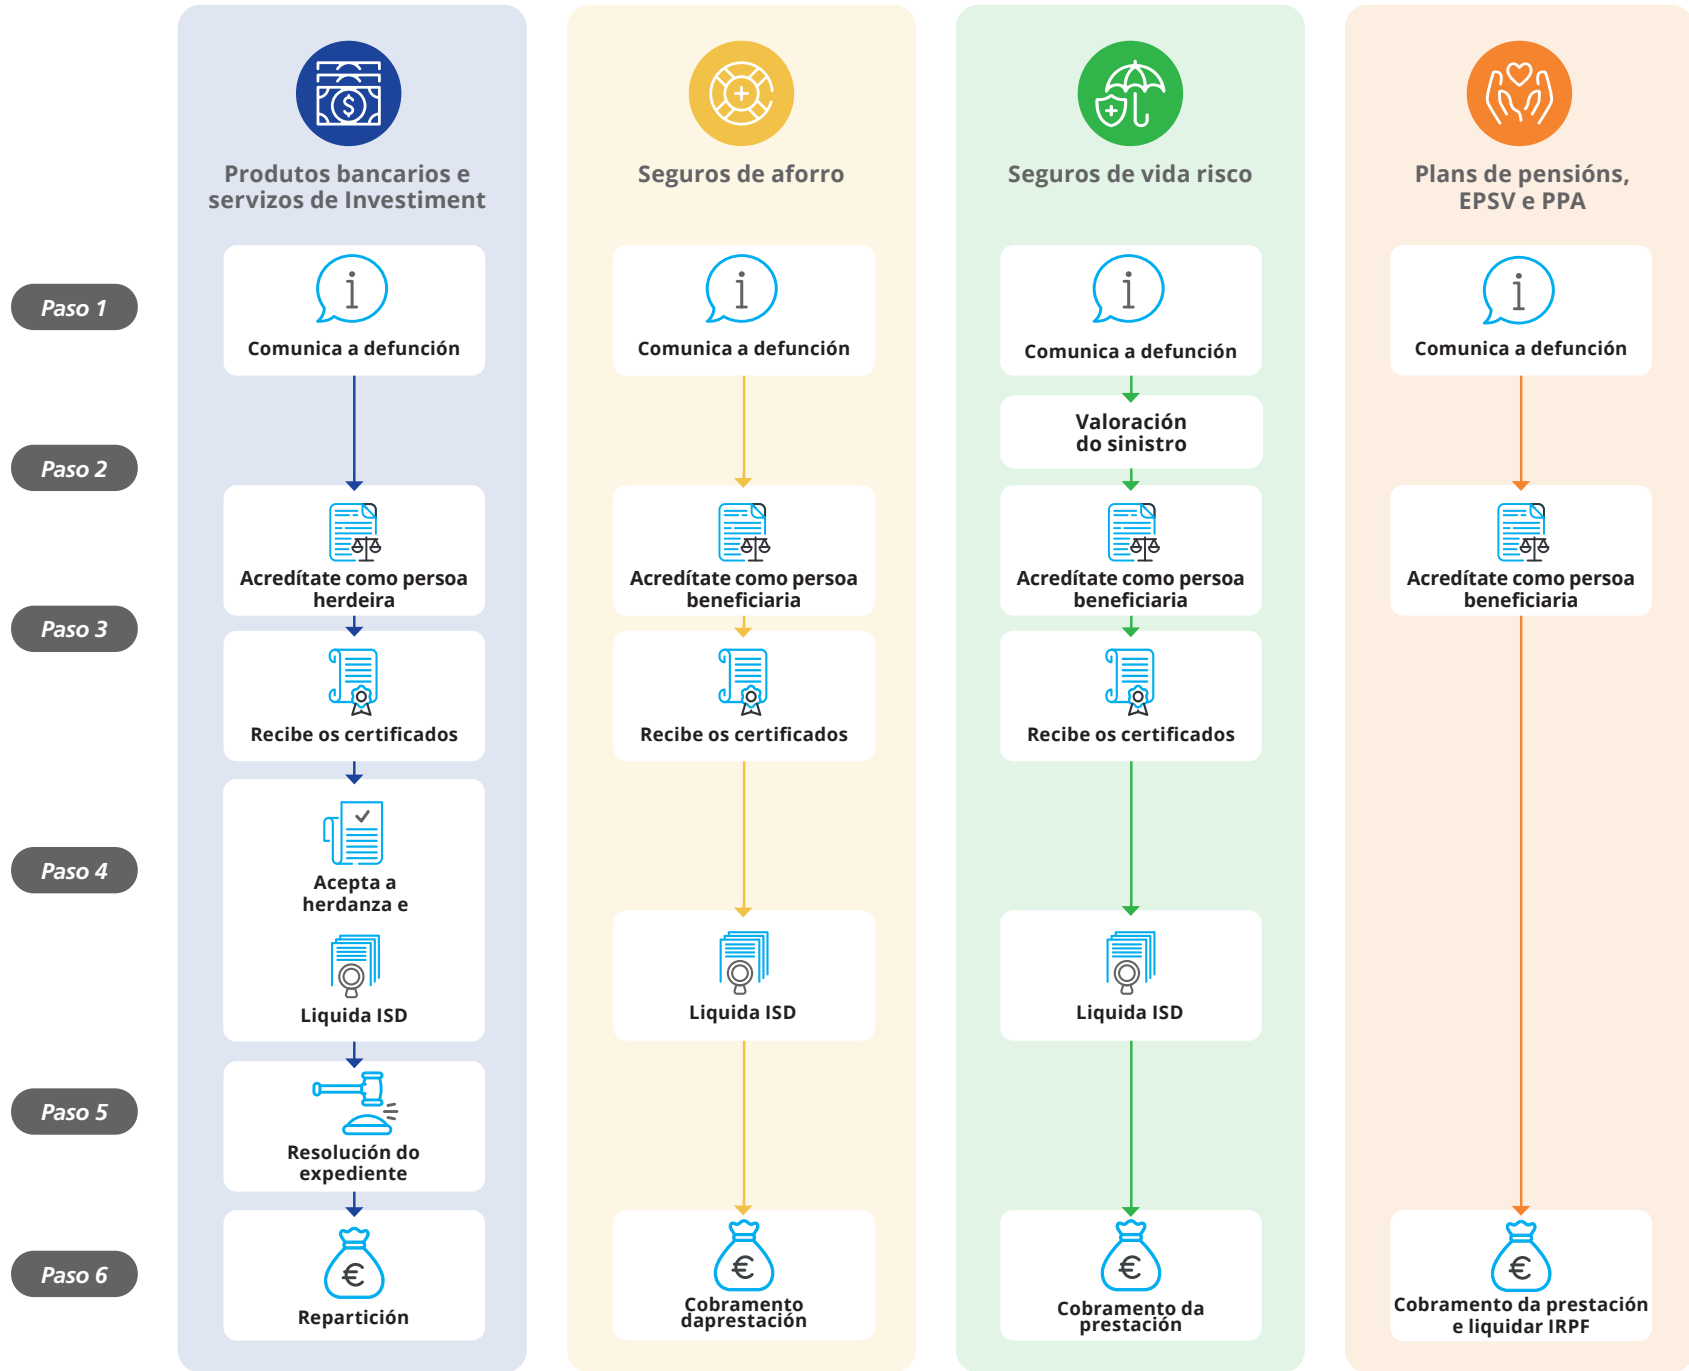 Produtos bancarios e
servizos de Investiment
Seguros de aforro
Seguros de vida risco
Plans de pensións,
EPSV e PPA
Paso 1
Comunica a defunción
Comunica a defunción
Comunica a defunción
Comunica a defunción
Valoración
do sinistro
Paso 2
Acredítate como persoa
herdeira
Acredítate como persoa
beneficiaria
Acredítate como persoa
beneficiaria
Acredítate como persoa
beneficiaria
Paso 3
Recibe os certificados
Recibe os certificados
Recibe os certificados
Paso 4
Acepta a
herdanza e
Liquida ISD
Liquida ISD
Liquida ISD
Paso 5
Resolución do
expediente
Paso 6
Repartición
Cobramento
daprestación
Cobramento da
prestación
Cobramento da prestación
e liquidar IRPF